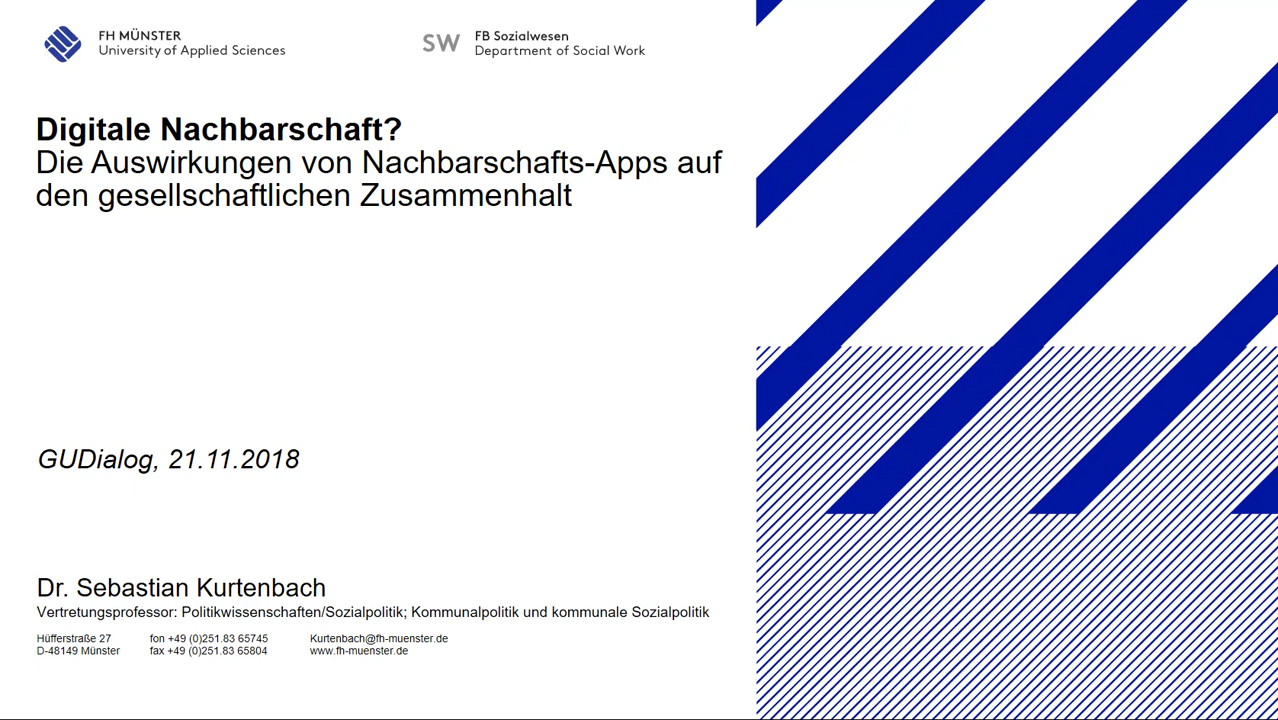 FH MÜNSTER
University of Applied Sciences
SW
FB Sozialwesen
Department of Social Work
Digitale Nachbarschaft?
Die Auswirkungen von Nachbarschafts-Apps auf
den gesellschaftlichen Zusammenhalt
GUDialog, 21.11.2018
Dr. Sebastian Kurtenbach
Vertretungsprofessor: Politikwissenschaften/Sozialpolitik; Kommunalpolitik und kommunale Sozialpolitik
Hüfferstraße 27 fon +49 (0)251.83 65745 Kurtenbach@fh-muenster.de
D-48149 Münster fax +49 (0)251.83 65804 www.fh-muenster.de